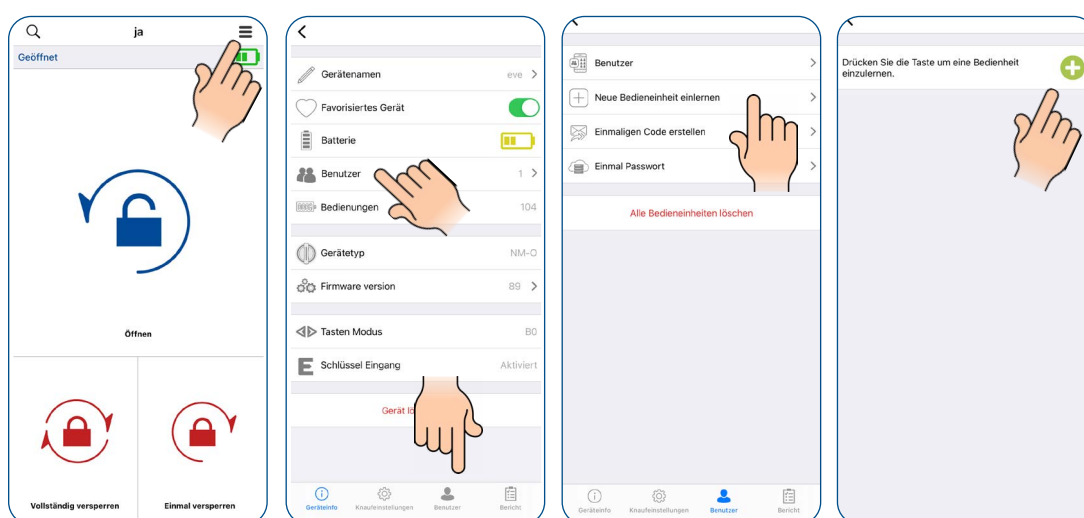 ja
Geöffnet
Öffnen
Vollständig versperren
Einmal versperren
Gerätenamen eve
Favorisiertes Gerät
Batterie
Benutzer 1
Bedienungen 104
Gerätetyp NM-O
Firmware version 89
Tasten Modus B0
E Schlüssel Eingang Aktiviert
Gerät lö
Geräteinfo Knaufeinstellungen Benutzer Bericht
Benutzer
Neue Bedieneinheit einlernen
Einmaligen Code erstellen
Einmal Passwort
Alle Bedieneinheiten löschen
Geräteinfo Knaufeinstellungen Benutzer Bericht
Drücken Sie die Taste um eine Bedienheit
einzulernen.